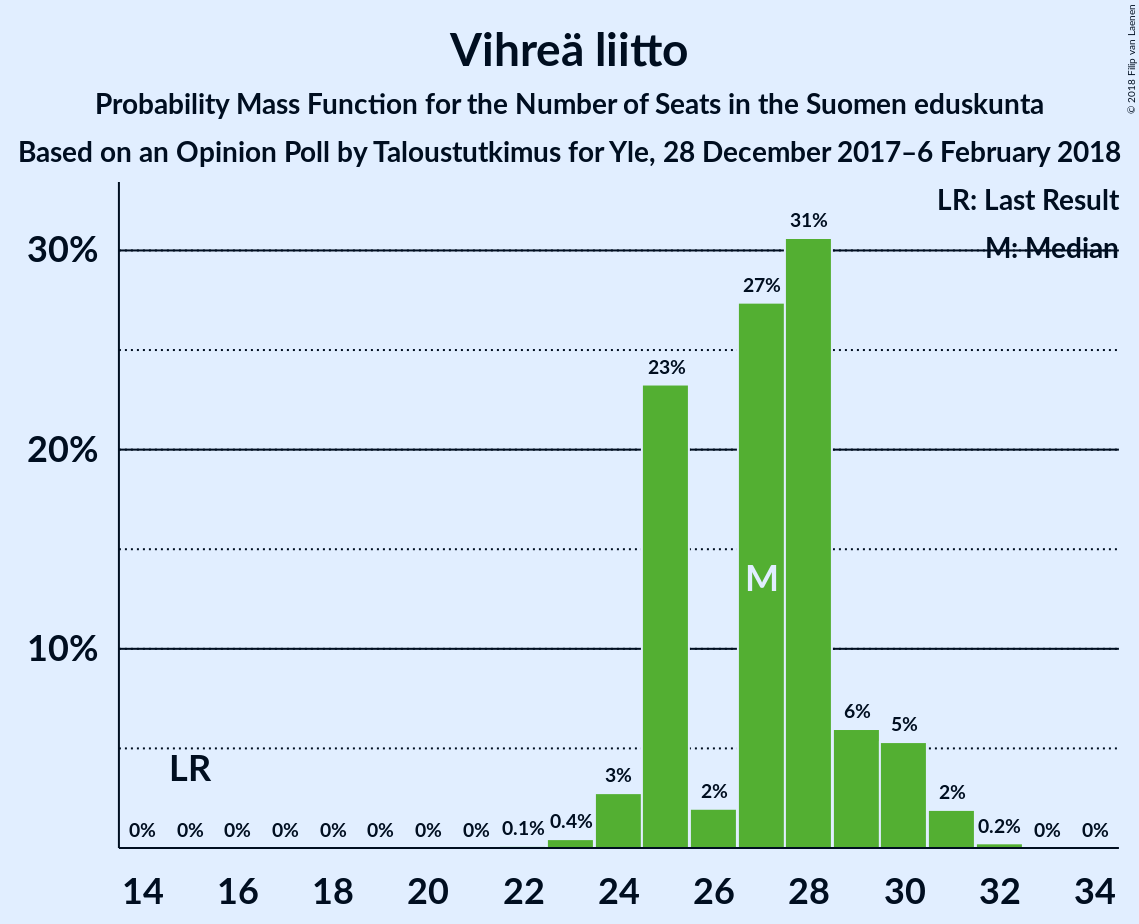 Vihreä liitto
Probability Mass Function for the Number of Seats in the Suomen eduskunta
Based on an Opinion Poll by Taloustutkimus for Yle, 28 December 2017–6 February 2018
© 2018 Filip van Laenen
LR: Last Result
M: Median
30%
20%
10%
31%
27%
23%
M
6%
5%
LR
3%
2%
2%
0% 0% 0% 0% 0% 0% 0% 0% 0.1% 0.4% 0.2% 0% 0%
14 16 18 20 22 24 26 28 30 32 34